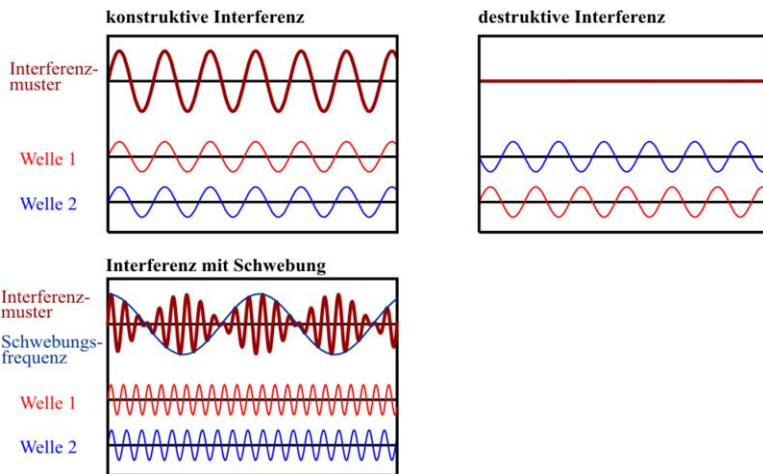 konstruktive Interferenz
destruktive Interferenz
Interferenz-
muster
Welle 1
Welle 2
Interferenz mit Schwebung
Interferenz-
muster
Schwebungs-
frequenz
Welle 1
Welle 2